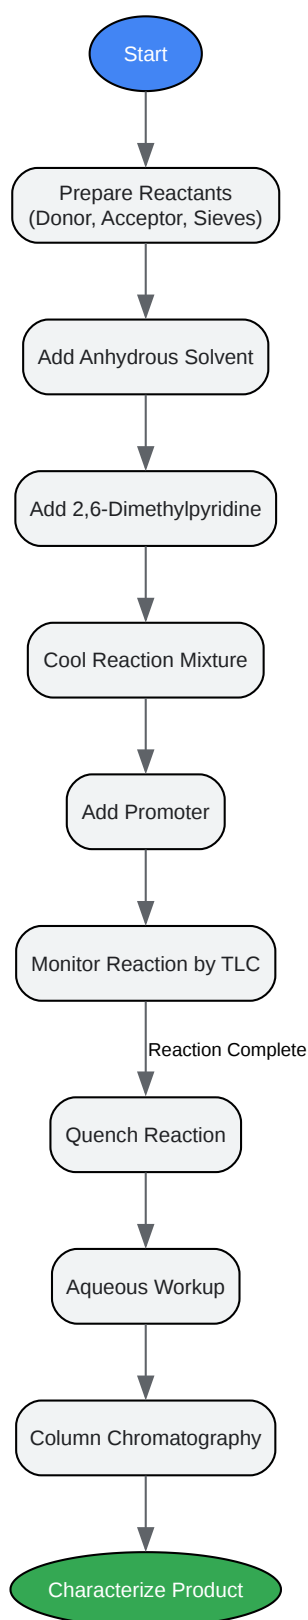 Start
Prepare Reactants
(Donor, Acceptor, Sieves)
Add Anhydrous Solvent
Add 2,6-Dimethylpyridine
Cool Reaction Mixture
Add Promoter
Monitor Reaction by TLC
Reaction Complete
Quench Reaction
Aqueous Workup
Column Chromatography
Characterize Product